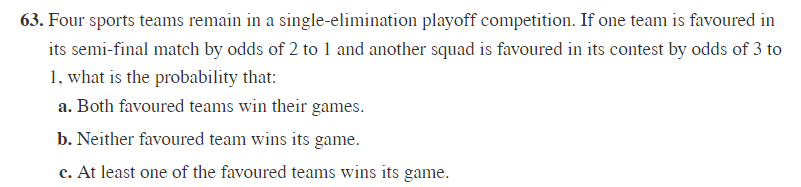 63. Four sports teams remain in a single-elimination playoff competition. If one team is favoured in
its semi-final match by odds of 2 to 1 and another squad is favoured in its contest by odds of 3 to
1, what is the probability that:
a. Both favoured teams win their games.
b. Neither favoured team wins its game.
c. At least one of the favoured teams wins its game.